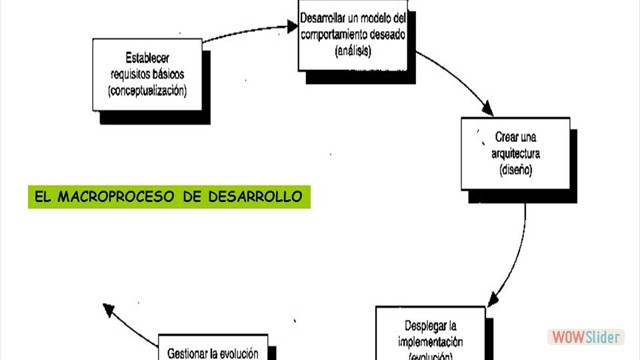 Desarrollar un modelo del
comportamiento deseado
(análisis)
Establecer
requisitos básicos
(conceptualización)
Crear una
arquitectura
(diseño)
EL MACROPROCESO DE DESARROLLO
Desplegar la
implementación
(evolución)
Gestionar la evolución
WOWSlider